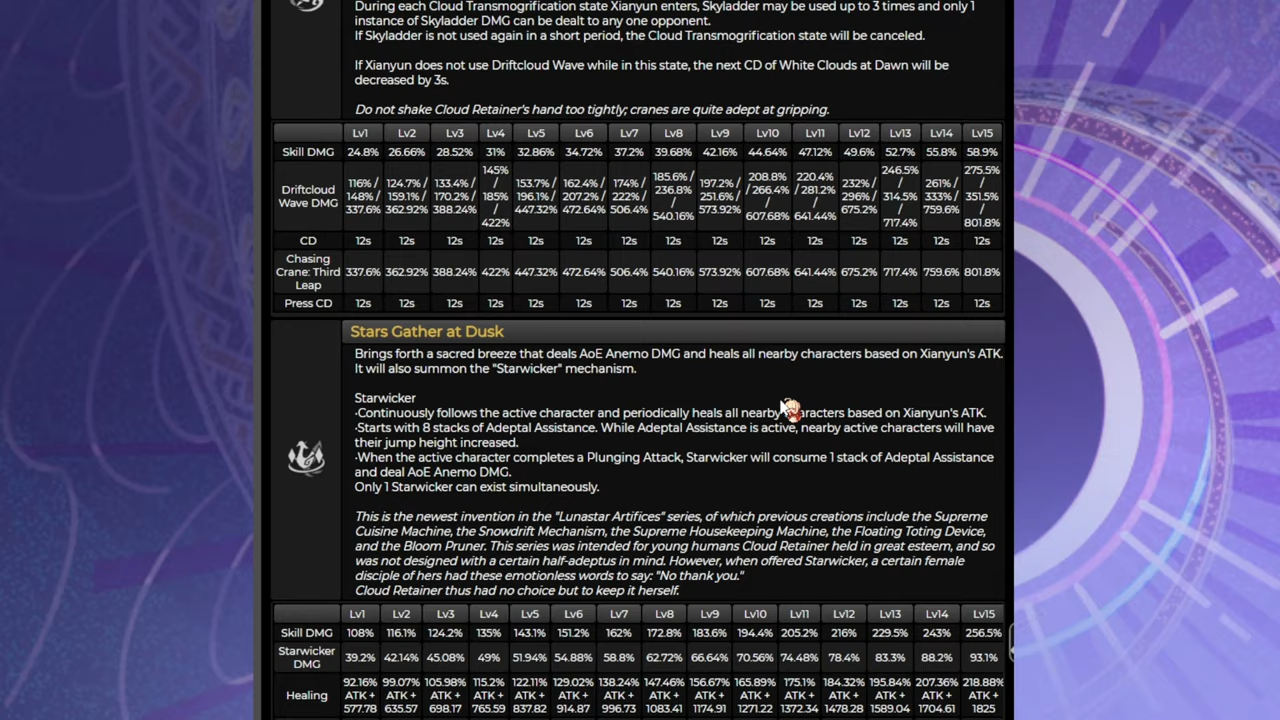 During each Cloud Transmogrification state Xianyun enters, Skyladder may be used up to 3 times and only 1
instance of Skyladder DMG can be dealt to any one opponent.
If Skyladder is not used again in a short period, the Cloud Transmogrification state will be canceled.
If Xianyun does not use Driftcloud Wave while in this state, the next CD of White Clouds at Dawn will be
decreased by 3s.
Do not shake Cloud Retainer's hand too tightly; cranes are quite adept at gripping.
Lv1 Lv2 Lv3 Lv4 Lv5 Lv6 Lv7 Lv8 Lv9 Lv10 Lv11 Lv12 Lv13 Lv14 Lv15
Skill DMG 24.8% 26.66% 28.52% 31% 32.86% 34.72% 37.2% 39.68% 42.16% 44.64% 47.12% 49.6% 52.7% 55.8% 58.9%
Driftcloud Wave DMG 116% / 148% / 337.6% 124.7% / 159.1% / 362.92% 133.4% / 170.2% / 388.24% 145% / 185% / 422% 153.7% / 196.1% / 447.32% 162.4% / 207.2% / 472.64% 174% / 222% / 506.4% 185.6% / 236.8% / 540.16% 197.2% / 251.6% / 573.92% 208.8% / 266.4% / 607.68% 220.4% / 281.2% / 641.44% 232% / 296% / 675.2% 246.5% / 314.5% / 717.4% 261% / 333% / 759.6% 275.5% / 351.5% / 801.8%
CD 12s 12s 12s 12s 12s 12s 12s 12s 12s 12s 12s 12s 12s 12s 12s
Chasing Crane: Third Leap 337.6% 362.92% 388.24% 422% 447.32% 472.64% 506.4% 540.16% 573.92% 607.68% 641.44% 675.2% 717.4% 759.6% 801.8%
Press CD 12s 12s 12s 12s 12s 12s 12s 12s 12s 12s 12s 12s 12s 12s 12s
Stars Gather at Dusk
Brings forth a sacred breeze that deals AoE Anemo DMG and heals all nearby characters based on Xianyun's ATK.
It will also summon the "Starwicker" mechanism.
Starwicker
·Continuously follows the active character and periodically heals all nearby characters based on Xianyun's ATK.
·Starts with 8 stacks of Adeptal Assistance. While Adeptal Assistance is active, nearby active characters will have
their jump height increased.
·When the active character completes a Plunging Attack, Starwicker will consume 1 stack of Adeptal Assistance
and deal AoE Anemo DMG.
Only 1 Starwicker can exist simultaneously.
This is the newest invention in the "Lunastar Artifices" series, of which previous creations include the Supreme
Cuisine Machine, the Snowdrift Mechanism, the Supreme Housekeeping Machine, the Floating Toting Device,
and the Bloom Pruner. This series was intended for young humans Cloud Retainer held in great esteem, and so
was not designed with a certain half-adeptus in mind. However, when offered Starwicker, a certain female
disciple of hers had these emotionless words to say: "No thank you."
Cloud Retainer thus had no choice but to keep it herself.
Lv1 Lv2 Lv3 Lv4 Lv5 Lv6 Lv7 Lv8 Lv9 Lv10 Lv11 Lv12 Lv13 Lv14 Lv15
Skill DMG 108% 116.1% 124.2% 135% 143.1% 151.2% 162% 172.8% 183.6% 194.4% 205.2% 216% 229.5% 243% 256.5%
Starwicker DMG 39.2% 42.14% 45.08% 49% 51.94% 54.88% 58.8% 62.72% 66.64% 70.56% 74.48% 78.4% 83.3% 88.2% 93.1%
Healing 92.16% ATK + 577.78 99.07% ATK + 635.57 105.98% ATK + 698.17 115.2% ATK + 765.59 122.11% ATK + 837.82 129.02% ATK + 914.87 138.24% ATK + 996.73 147.46% ATK + 1083.41 156.67% ATK + 1174.91 165.89% ATK + 1271.22 175.1% ATK + 1372.34 184.32% ATK + 1478.28 195.84% ATK + 1589.04 207.36% ATK + 1704.61 218.88% ATK + 1825